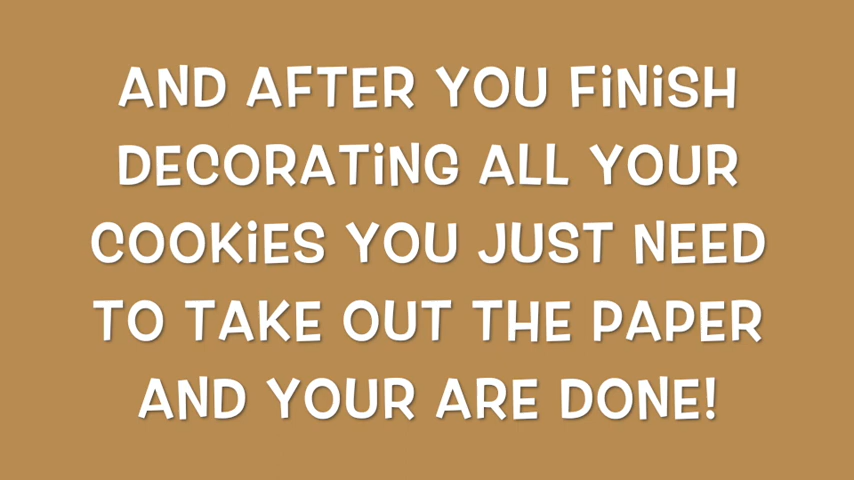 AND AFTER YOU FiNiSH
DECORATiNG ALL YOUR
COOKiES YOU JUST NEED
TO TAKE OUT THE PAPER
AND YOUR ARE DONE!